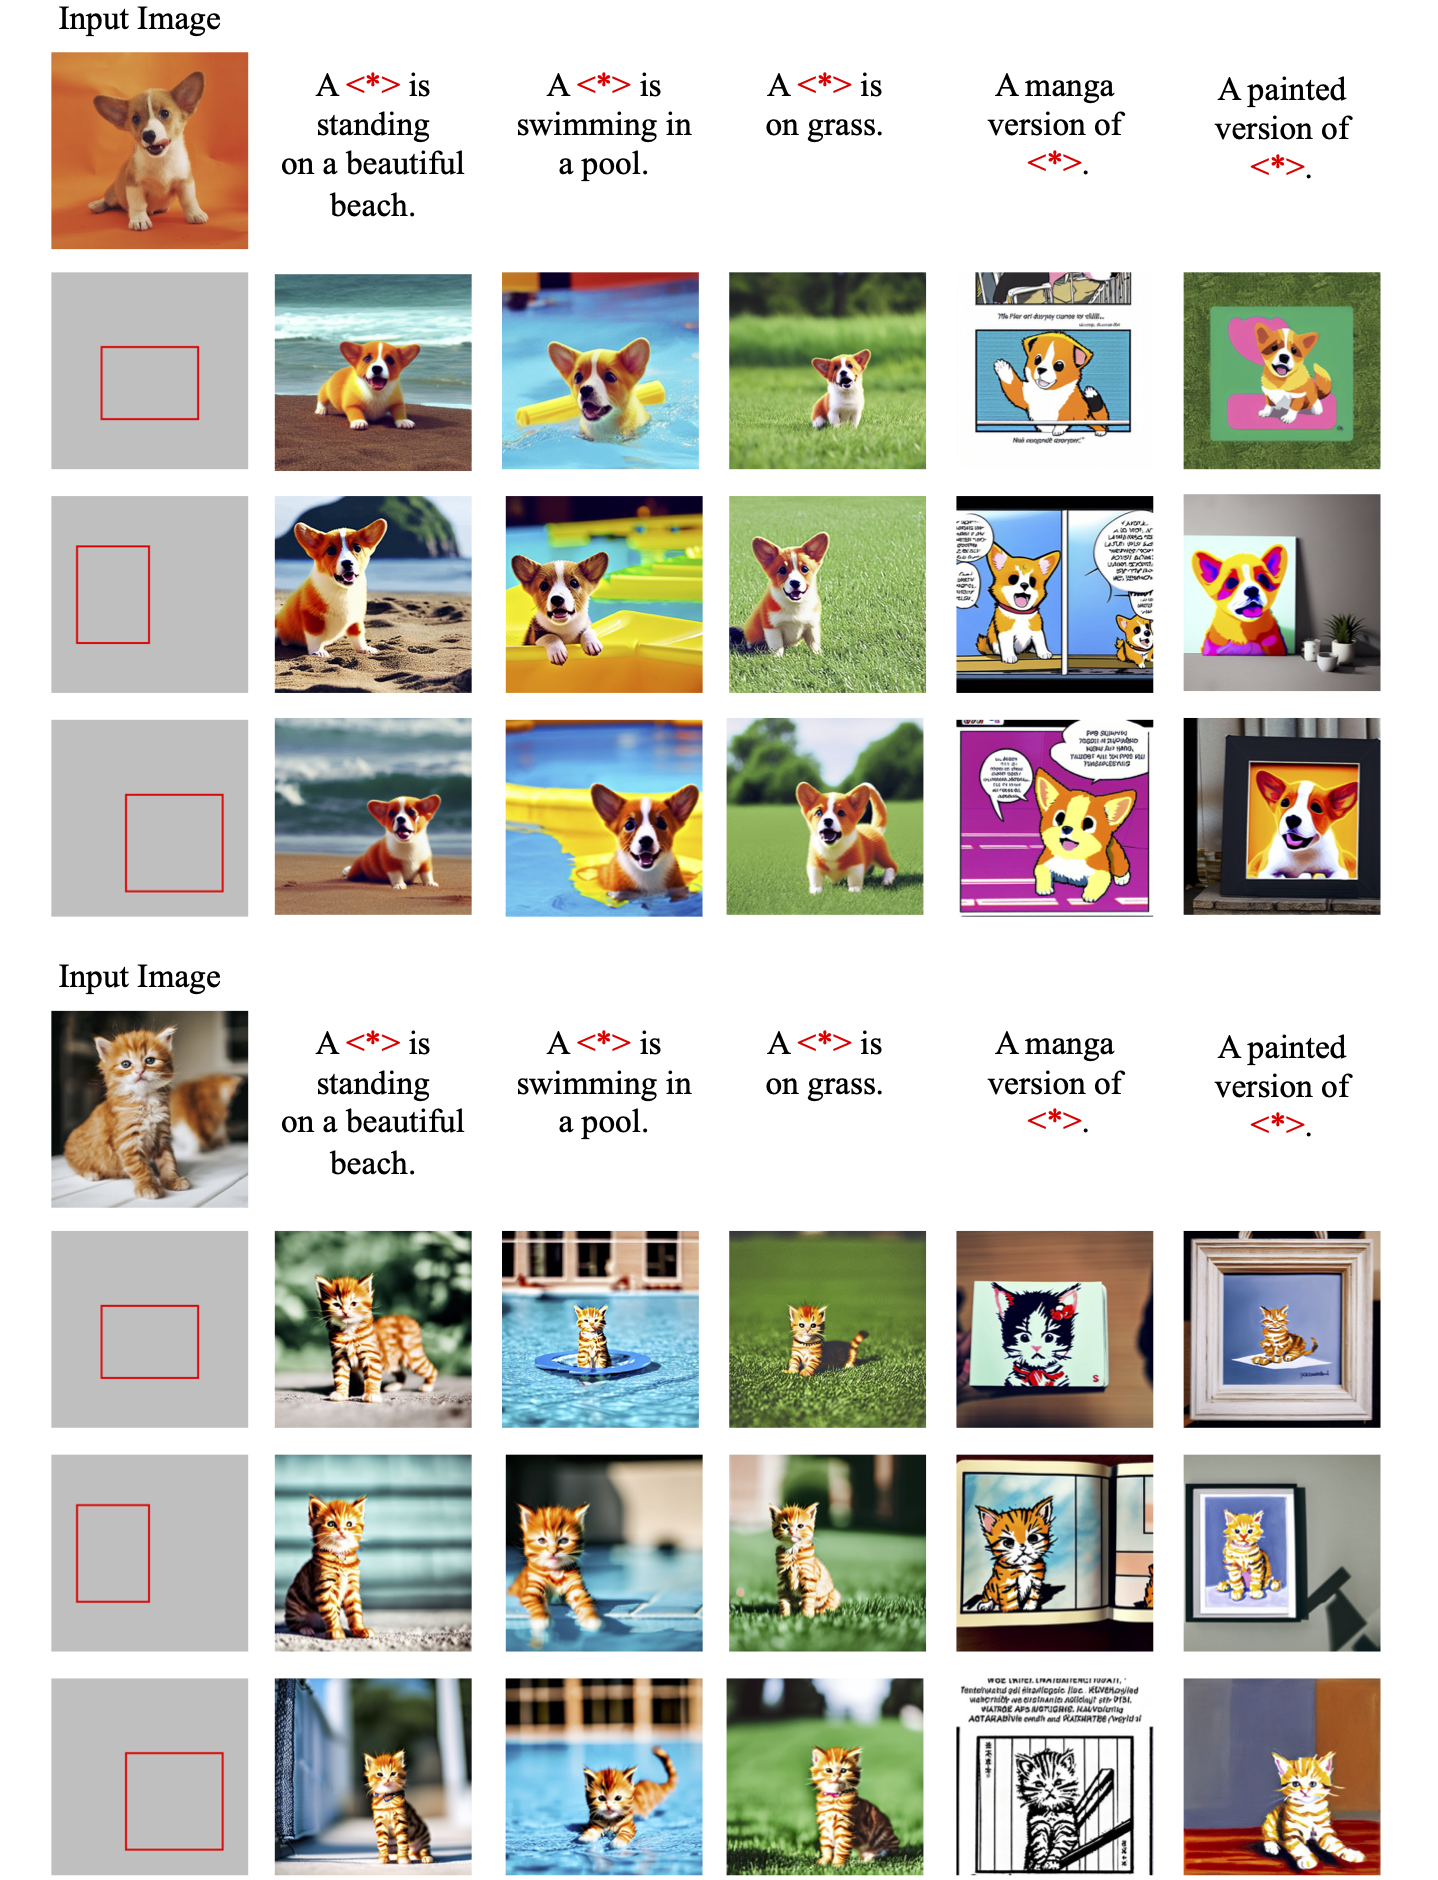 Input Image
A <*> is
standing
on a beautiful
beach.
A <*> is
swimming in
a pool.
A <*> is
on grass.
A manga
version of
<*>.
A painted
version of
<*>.
Input Image
A <*> is
standing
on a beautiful
beach.
A <*> is
swimming in
a pool.
A <*> is
on grass.
A manga
version of
<*>.
A painted
version of
<*>.